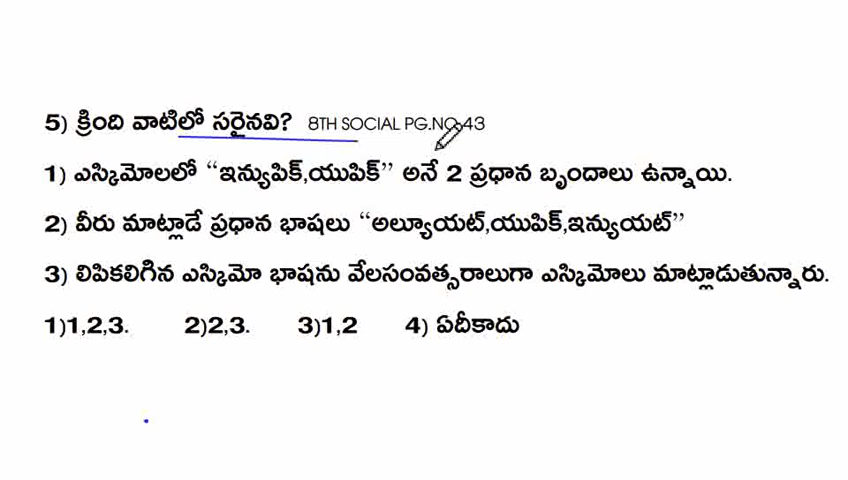 5) క్రింది వాటిలో సరైనవి? 8TH SOCIAL PG.NO.43
1) ఎస్కిమోలలో “ఇన్యుపిక్,యుపిక్” అనే 2 ప్రధాన బృందాలు ఉన్నాయి.
2) వీరు మాట్లాడే ప్రధాన భాషలు “అల్యూయట్,యుపిక్,ఇన్యుయట్”
3) లిపికలిగిన ఎస్కిమో భాషను వేలసంవత్సరాలుగా ఎస్కిమోలు మాట్లాడుతున్నారు.
1)1,2,3. 2)2,3. 3)1,2 4) ఏదీకాదు